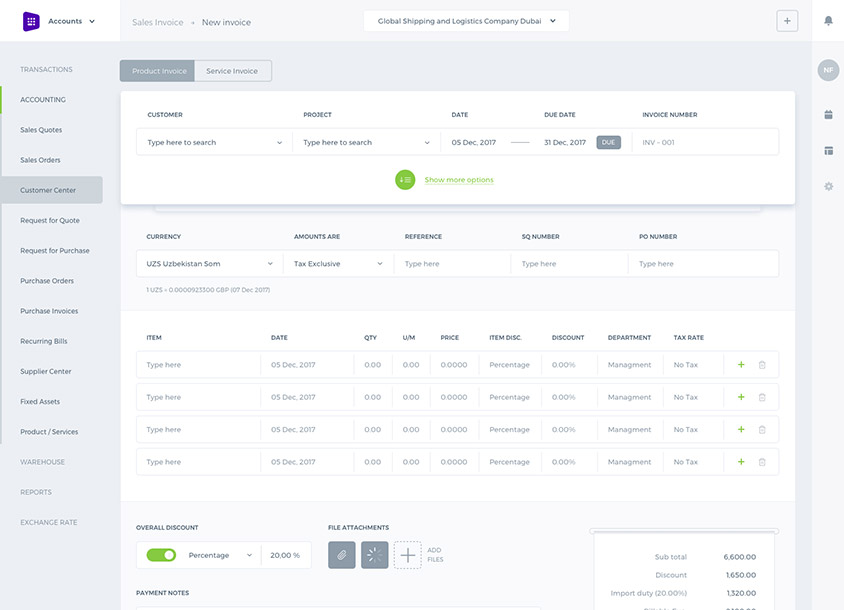 Accounts
Sales Invoice
New invoice
Global Shipping and Logistics Company Dubai
NF
TRANSACTIONS
ACCOUNTING
Sales Quotes
Sales Orders
Customer Center
Request for Quote
Request for Purchase
Purchase Orders
Purchase Invoices
Recurring Bills
Supplier Center
Fixed Assets
Product / Services
WAREHOUSE
REPORTS
EXCHANGE RATE
Product Invoice Service Invoice
CUSTOMER PROJECT DATE DUE DATE INVOICE NUMBER
Type here to search Type here to search 05 Dec, 2017 31 Dec, 2017 DUE INV - 001
Show more options
CURRENCY AMOUNTS ARE REFERENCE SQ NUMBER PO NUMBER
UZS Uzbekistan Som Tax Exclusive Type here Type here Type here
1 UZS = 0.0000923300 GBP (07 Dec 2017)
ITEM DATE QTY U/M PRICE ITEM DISC. DISCOUNT DEPARTMENT TAX RATE
Type here 05 Dec, 2017 0.00 0.00 0.0000 Percentage 0.00% Managment No Tax
Type here 05 Dec, 2017 0.00 0.00 0.0000 Percentage 0.00% Managment No Tax
Type here 05 Dec, 2017 0.00 0.00 0.0000 Percentage 0.00% Managment No Tax
Type here 05 Dec, 2017 0.00 0.00 0.0000 Percentage 0.00% Managment No Tax
OVERALL DISCOUNT FILE ATTACHMENTS
Percentage 20,00 %
ADD
FILES
PAYMENT NOTES
Sub total 6,600.00
Discount 1,650.00
Import duty (20.00%) 1,320.00